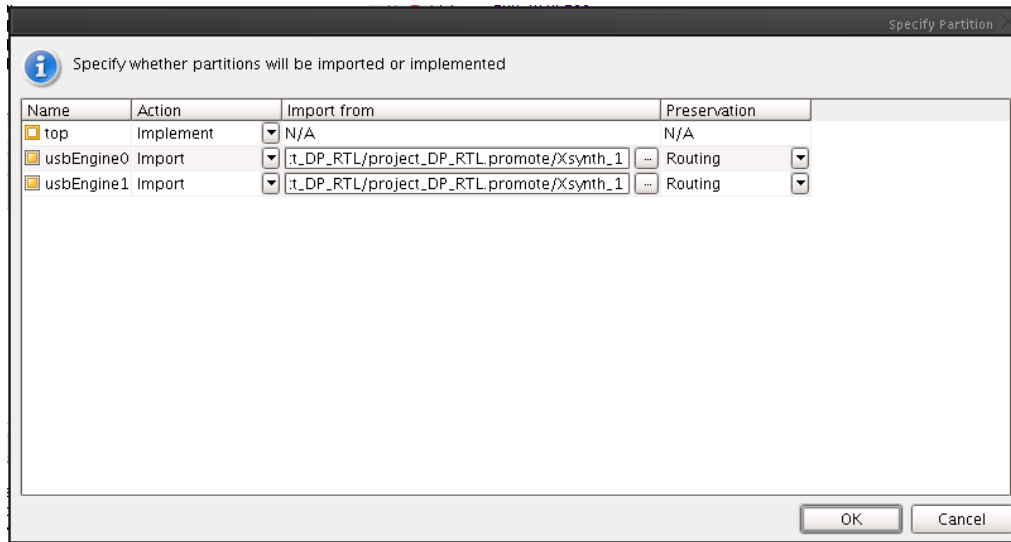 Specify Partition
Specify whether partitions will be imported or implemented
Name Action Import from Preservation
top Implement N/A N/A
usbEngine0 Import :t_DP_RTL/project_DP_RTL.promote/Xsynth_1 ... Routing
usbEngine1 Import :t_DP_RTL/project_DP_RTL.promote/Xsynth_1 ... Routing
OK Cancel